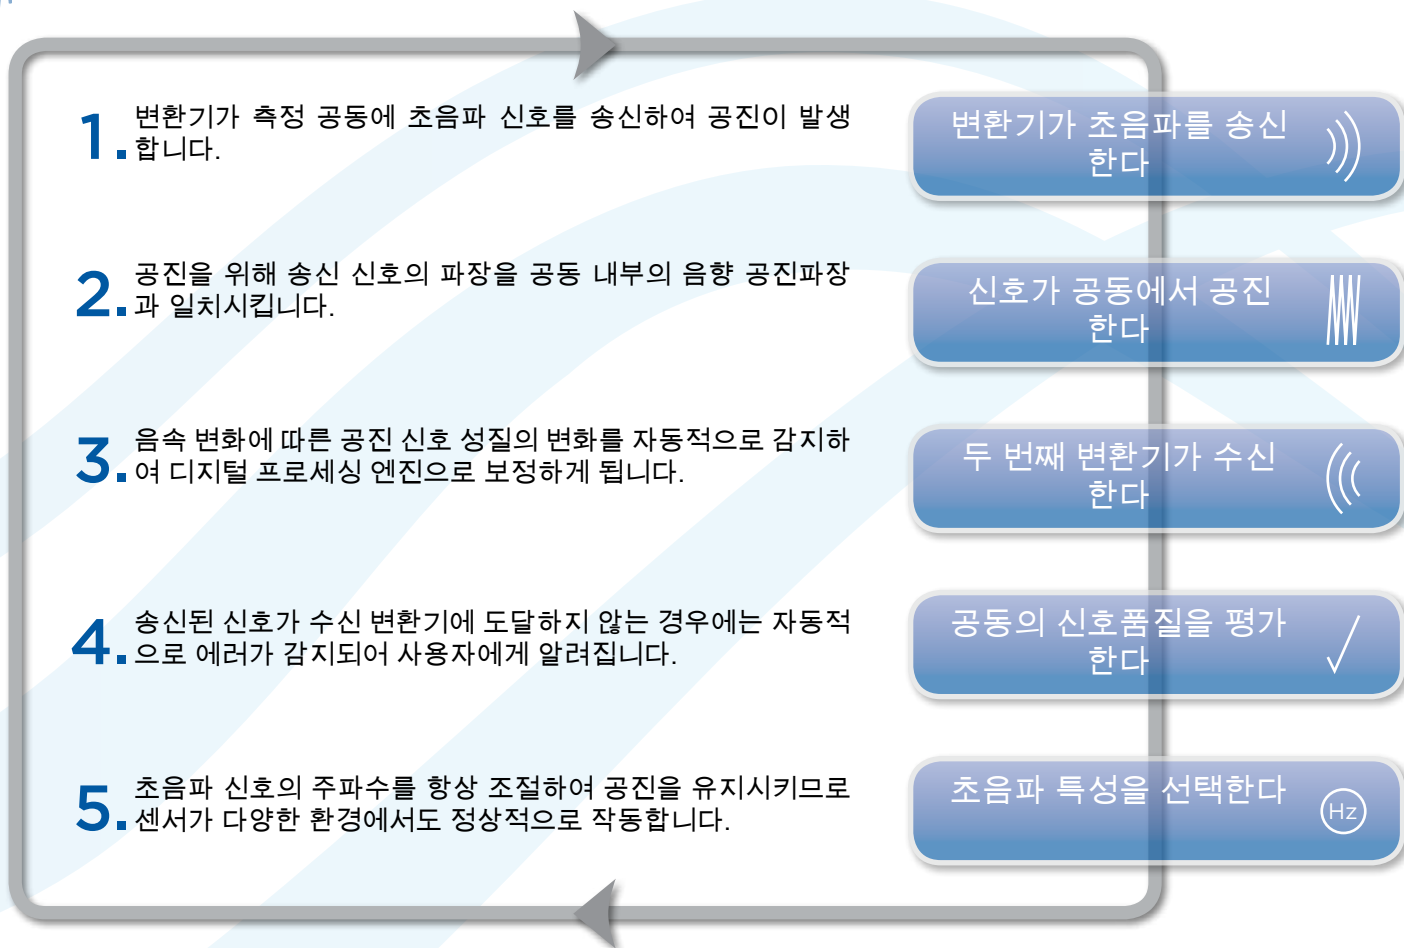 1. 변환기가 측정 공동에 초음파 신호를 송신하여 공진이 발생
합니다.
변환기가 초음파를 송신
한다
2. 공진을 위해 송신 신호의 파장을 공동 내부의 음향 공진파장
과 일치시킵니다.
신호가 공동에서 공진
한다
3. 음속 변화에 따른 공진 신호 성질의 변화를 자동적으로 감지하
여 디지털 프로세싱 엔진으로 보정하게 됩니다.
두 번째 변환기가 수신
한다
4. 송신된 신호가 수신 변환기에 도달하지 않는 경우에는 자동적
으로 에러가 감지되어 사용자에게 알려집니다.
공동의 신호품질을 평가
한다
5. 초음파 신호의 주파수를 항상 조절하여 공진을 유지시키므로
센서가 다양한 환경에서도 정상적으로 작동합니다.
초음파 특성을 선택한다
Hz